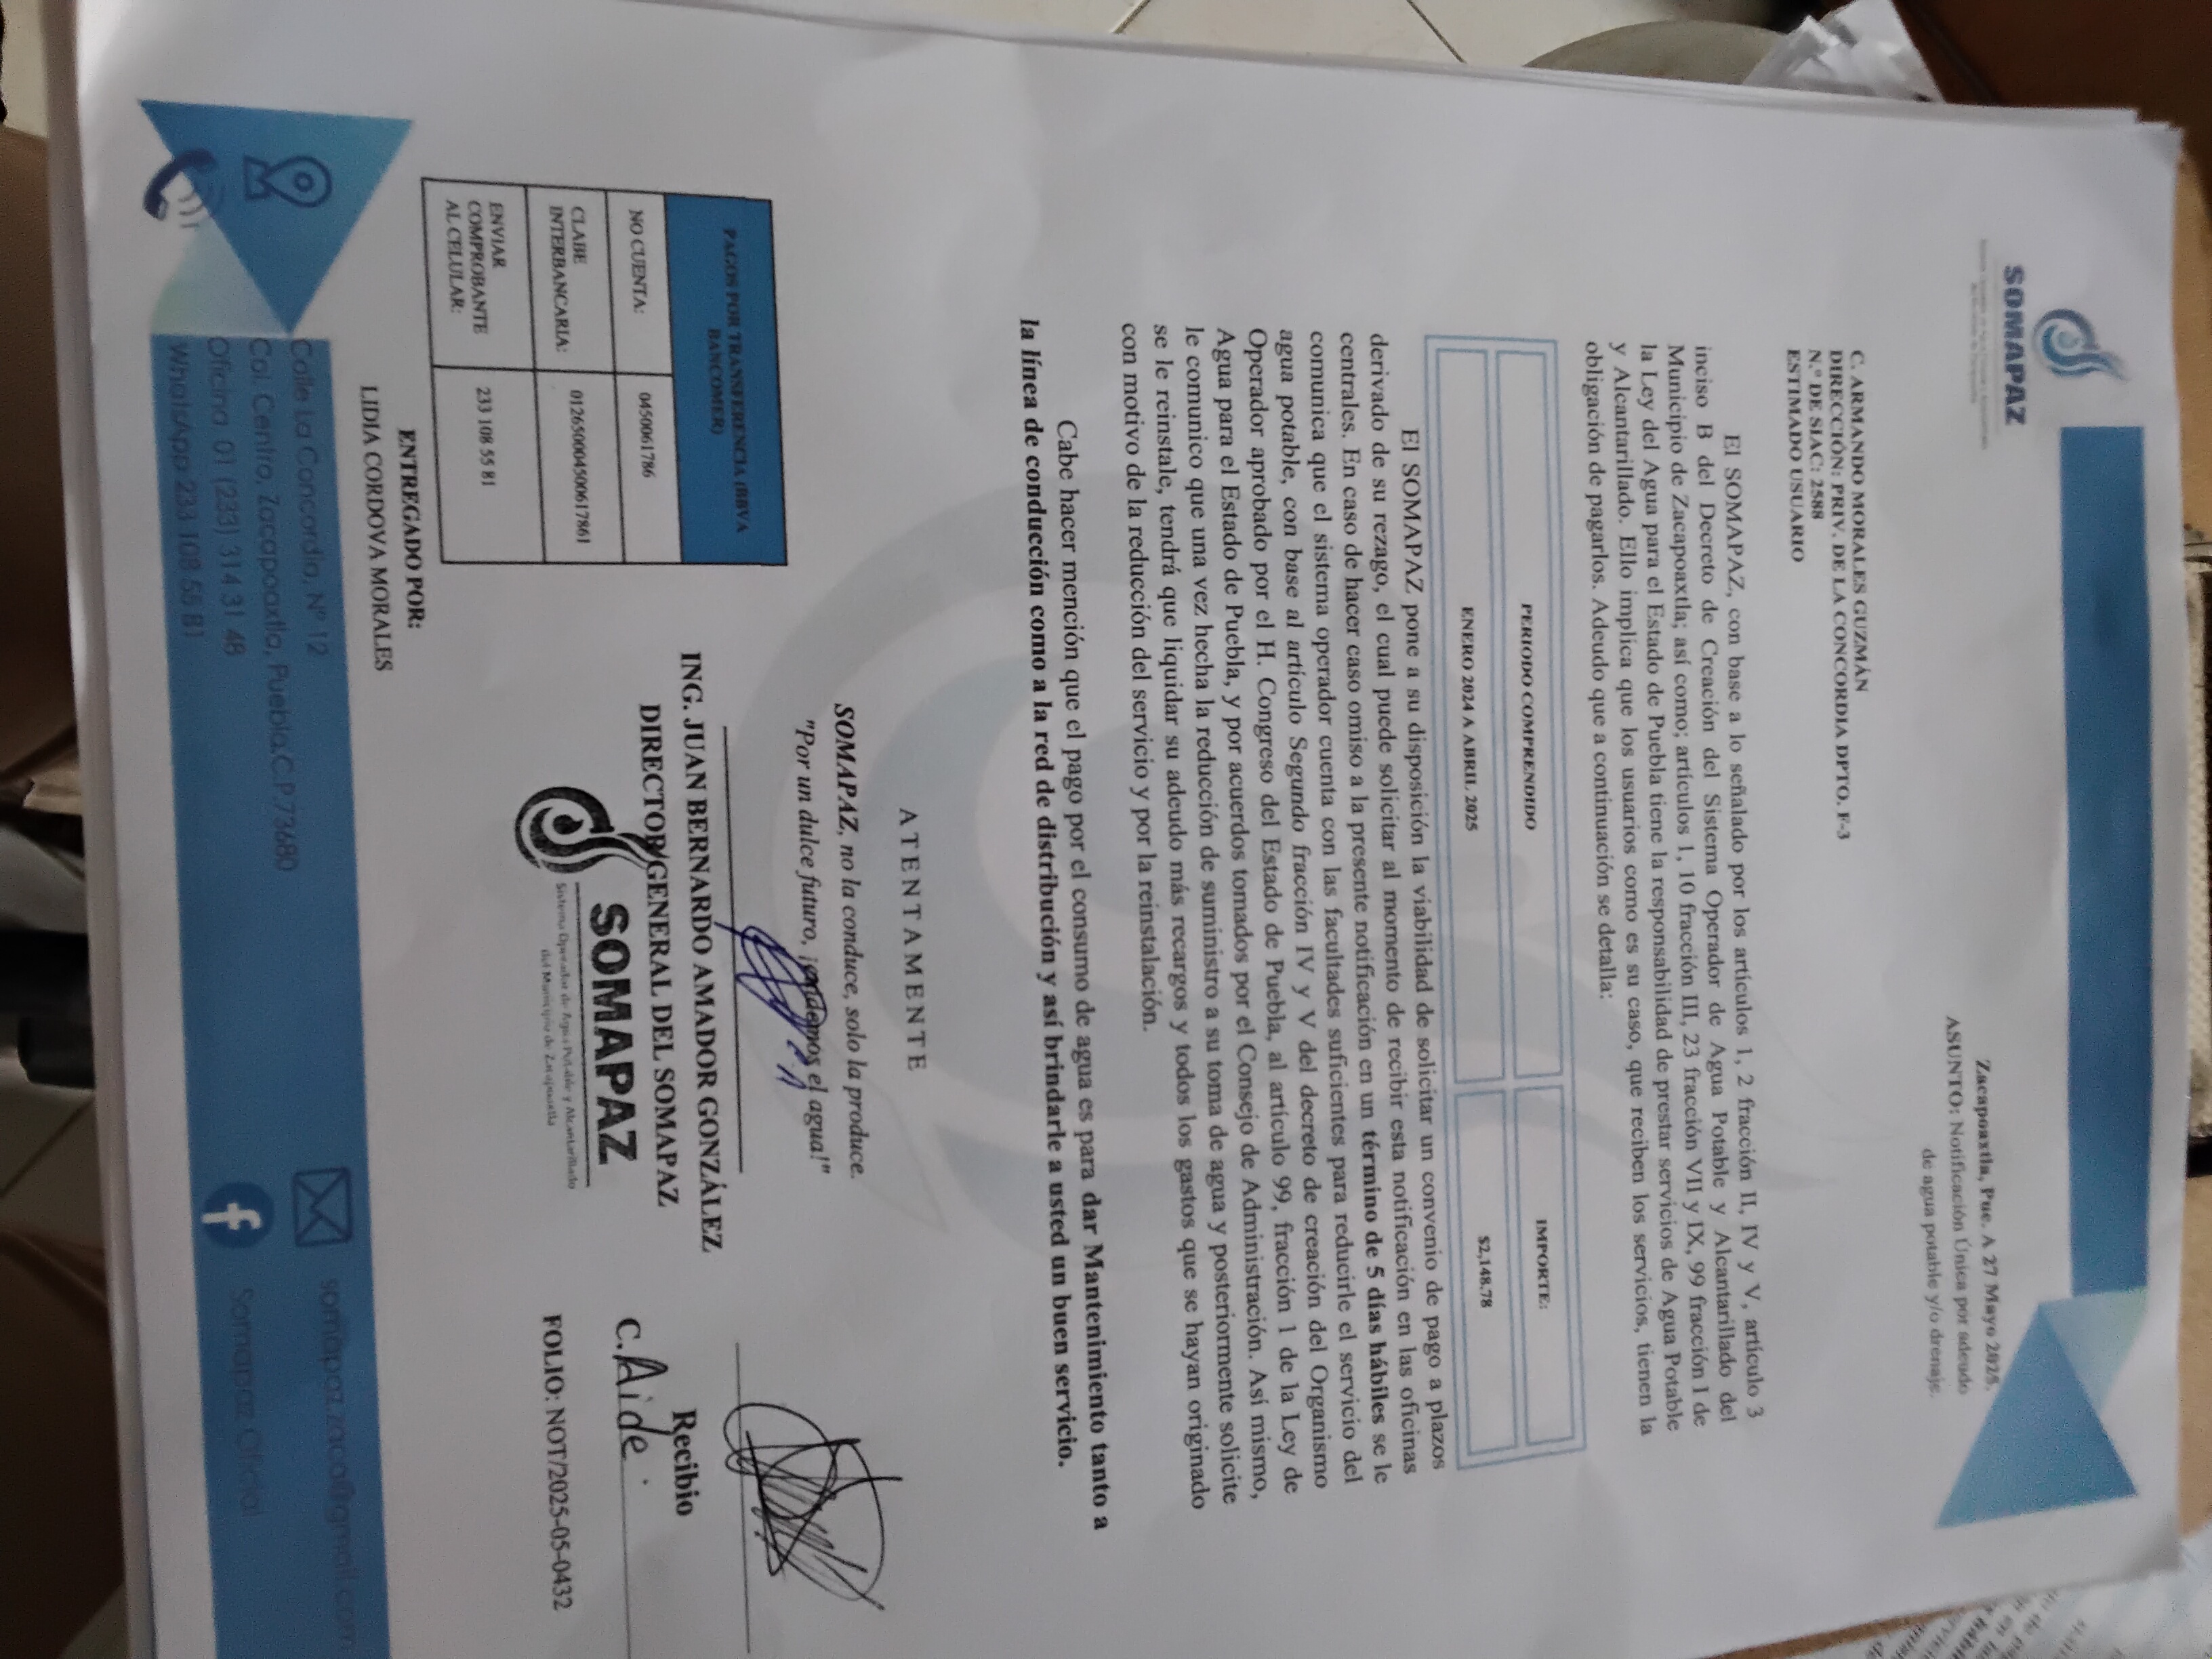 SOMAPAZ
Zacapoaxtla, Pue. A 27 Mayo 2025.
ASUNTO: Notificación Única por adeudo
de agua potable y/o drenaje.
C. ARMANDO MORALES GUZMÁN
DIRECCIÓN: PRIV. DE LA CONCORDIA DPTO. F-3
N.º DE SIAC: 2588
ESTIMADO USUARIO
El SOMAPAZ, con base a lo señalado por los artículos 1, 2 fracción II, IV y V, artículo 3
inciso B del Decreto de Creación del Sistema Operador de Agua Potable y Alcantarillado del
Municipio de Zacapoaxtla; así como; artículos 1, 10 fracción III, 23 fracción VII y IX, 99 fracción I de
la Ley del Agua para el Estado de Puebla tiene la responsabilidad de prestar servicios de Agua Potable
y Alcantarillado. Ello implica que los usuarios como es su caso, que reciben los servicios, tienen la
obligación de pagarlos. Adeudo que a continuación se detalla:
PERIODO COMPRENDIDO
IMPORTE:
ENERO 2024 A ABRIL 2025
$2,148.78
El SOMAPAZ pone a su disposición la viabilidad de solicitar un convenio de pago a plazos
derivado de su rezago, el cual puede solicitar al momento de recibir esta notificación en las oficinas
centrales. En caso de hacer caso omiso a la presente notificación en un término de 5 días hábiles se le
comunica que el sistema operador cuenta con las facultades suficientes para reducirle el servicio del
agua potable, con base al artículo Segundo fracción IV y V del decreto de creación del Organismo
Operador aprobado por el H. Congreso del Estado de Puebla, al artículo 99, fracción 1 de la Ley de
Agua para el Estado de Puebla, y por acuerdos tomados por el Consejo de Administración. Así mismo,
le comunico que una vez hecha la reducción de suministro a su toma de agua y posteriormente solicite
se le reinstale, tendrá que liquidar su adeudo más recargos y todos los gastos que se hayan originado
con motivo de la reducción del servicio y por la reinstalación.
Cabe hacer mención que el pago por el consumo de agua es para dar Mantenimiento tanto a
la línea de conducción como a la red de distribución y así brindarle a usted un buen servicio.
ATENTAMENTE
SOMAPAZ, no la conduce, solo la produce.
"Por un dulce futuro, ¡cuidemos el agua!"
ING. JUAN BERNARDO AMADOR GONZÁLEZ
DIRECTOR GENERAL DEL SOMAPAZ
SOMAPAZ
Sistema Operador de Agua Potable y Alcantarillado
del Municipio de Zacapoaxtla
Recibio
C. Aide.
FOLIO: NOT/2025-05-0432
PAGOS POR TRANSFERENCIA (BBVA
BANCOMER)
NO CUENTA:
0450061786
CLABE
INTERBANCARIA:
012650004500617861
ENVIAR
COMPROBANTE
AL CELULAR:
233 108 55 81
ENTREGADO POR:
LIDIA CORDOVA MORALES
Calle La Concordia, Nº 12
Col. Centro, Zacapoaxtla, Puebla.C.P.73680
Oficina. 01 (233) 314 31 48
WhatsApp 233 108 55 81
somapaz.zaca@gmail.com
Somapaz Oficial